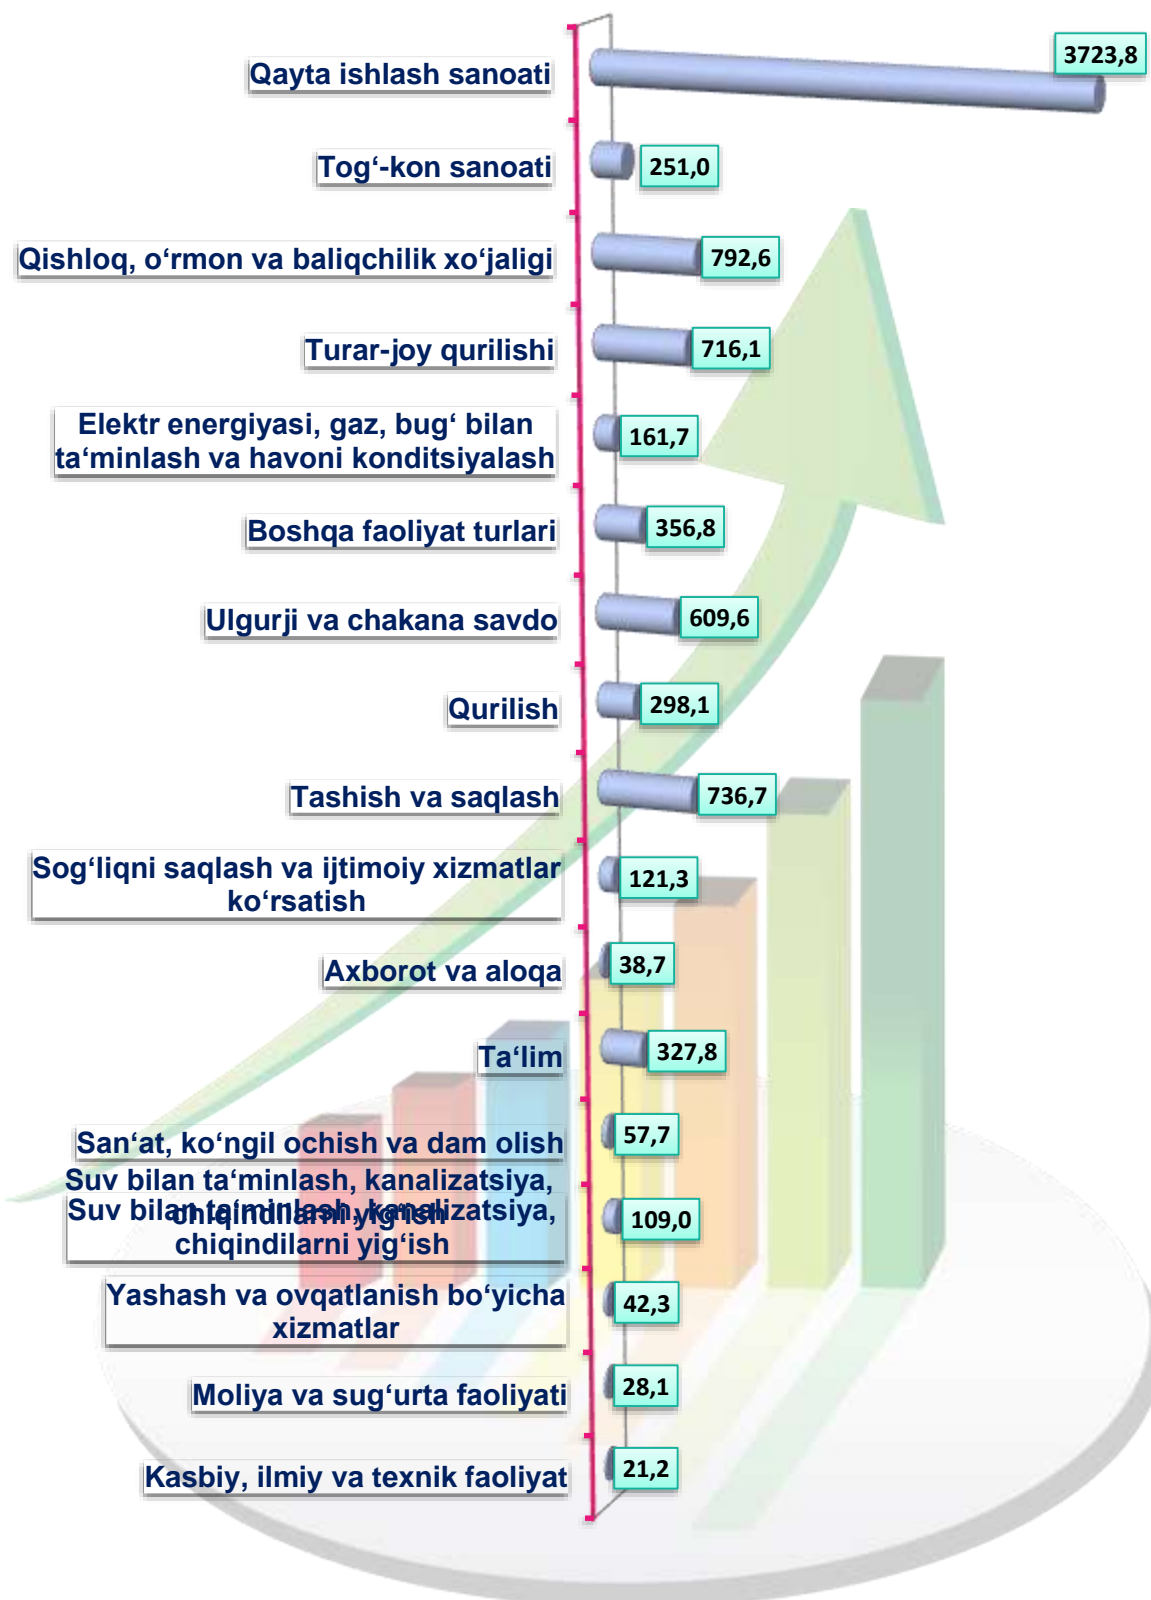 Qayta ishlash sanoati
3723,8
Tog‘-kon sanoati
251,0
Qishloq, o‘rmon va baliqchilik xo‘jaligi
792,6
Turar-joy qurilishi
716,1
Elektr energiyasi, gaz, bug‘ bilan
ta‘minlash va havoni konditsiyalash
161,7
Boshqa faoliyat turlari
356,8
Ulgurji va chakana savdo
609,6
Qurilish
298,1
Tashish va saqlash
736,7
Sog‘liqni saqlash va ijtimoiy xizmatlar
ko‘rsatish
121,3
Axborot va aloqa
38,7
Ta‘lim
327,8
San‘at, ko‘ngil ochish va dam olish
57,7
Suv bilan ta‘minlash, kanalizatsiya,
chiqindilarni yig‘ish
Suv bilan ta‘minlash, kanalizatsiya,
chiqindilarni yig‘ish
109,0
Yashash va ovqatlanish bo‘yicha
xizmatlar
42,3
Moliya va sug‘urta faoliyati
28,1
Kasbiy, ilmiy va texnik faoliyat
21,2